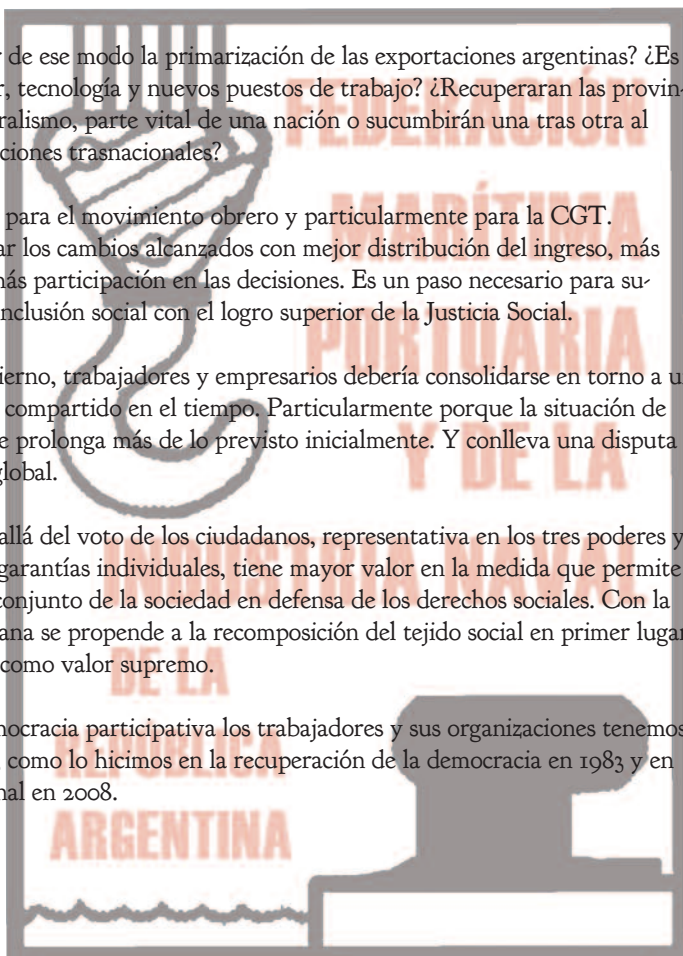 r de ese modo la primarización de las exportaciones argentinas? ¿Es
r, tecnología y nuevos puestos de trabajo? ¿Recuperaran las provin-
ralismo, parte vital de una nación o sucumbirán una tras otra al
ciones trasnacionales?
para el movimiento obrero y particularmente para la CGT.
ar los cambios alcanzados con mejor distribución del ingreso, más
más participación en las decisiones. Es un paso necesario para su-
nclusión social con el logro superior de la Justicia Social.
ierno, trabajadores y empresarios debería consolidarse en torno a u
compartido en el tiempo. Particularmente porque la situación de
e prolonga más de lo previsto inicialmente. Y conlleva una disputa
global.
allá del voto de los ciudadanos, representativa en los tres poderes y
garantías individuales, tiene mayor valor en la medida que permite
conjunto de la sociedad en defensa de los derechos sociales. Con la
ana se propende a la recomposición del tejido social en primer lugar
como valor supremo.
mocracia participativa los trabajadores y sus organizaciones tenemos
como lo hicimos en la recuperación de la democracia en 1983 y en
nal en 2008.
FEDERACIÓN
MARÍTIMA
PORTUARIA
Y DE LA
INDUSTRIA NAVAL
DE LA
REPÚBLICA
ARGENTINA